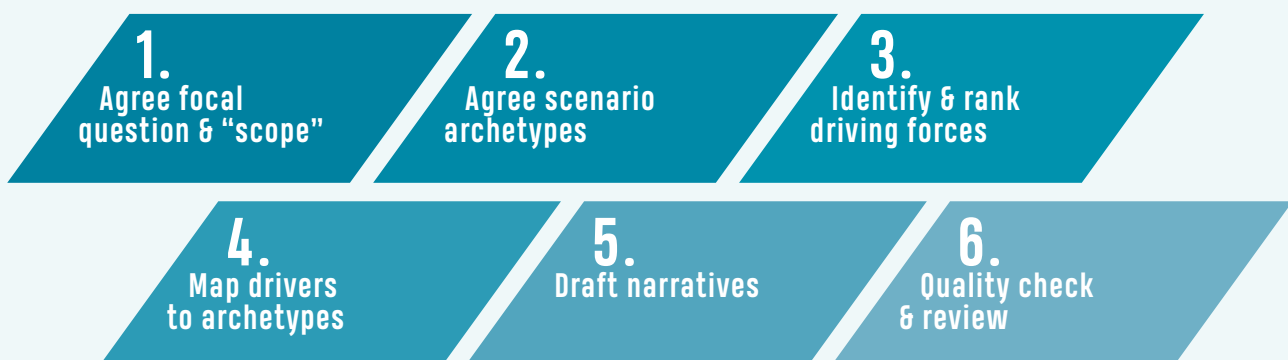 1.
Agree focal
question & “scope”
2.
Agree scenario
archetypes
3.
Identify & rank
driving forces
4.
Map drivers
to archetypes
5.
Draft narratives
6.
Quality check
& review